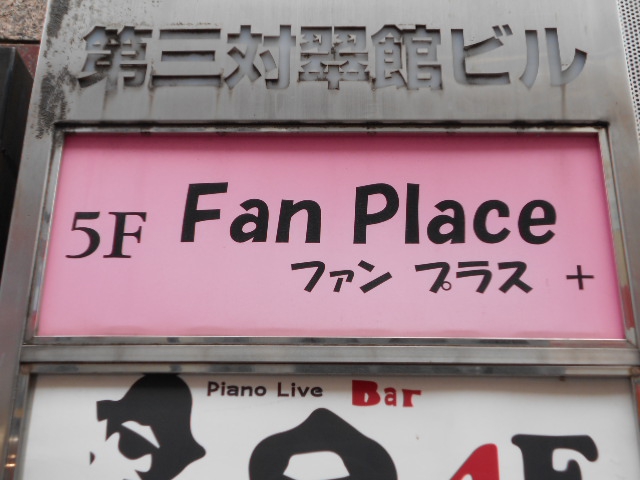 第三対翠館ビル
5F Fan Place
ファン プラス +
Piano Live Bar
4F